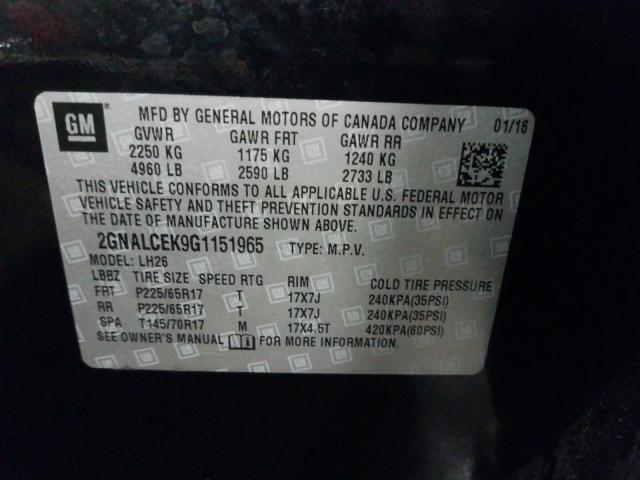 GM
MFD BY GENERAL MOTORS OF CANADA COMPANY 01/16
GVWR GAWR FRT GAWR RR
2250 KG 1175 KG 1240 KG
4960 LB 2590 LB 2733 LB
THIS VEHICLE CONFORMS TO ALL APPLICABLE U.S. FEDERAL MOTOR
VEHICLE SAFETY AND THEFT PREVENTION STANDARDS IN EFFECT ON
THE DATE OF MANUFACTURE SHOWN ABOVE.
2GNALCEK9G1151965 TYPE: M.P.V.
MODEL: LH26
LBBZ TIRE SIZE SPEED RTG RIM COLD TIRE PRESSURE
FRT P225/65R17 T 17X7J 240KPA(35PSI)
RR P225/65R17 T 17X7J 240KPA(35PSI)
SPA T145/70R17 M 17X4.5T 420KPA(60PSI)
SEE OWNER'S MANUAL FOR MORE INFORMATION.